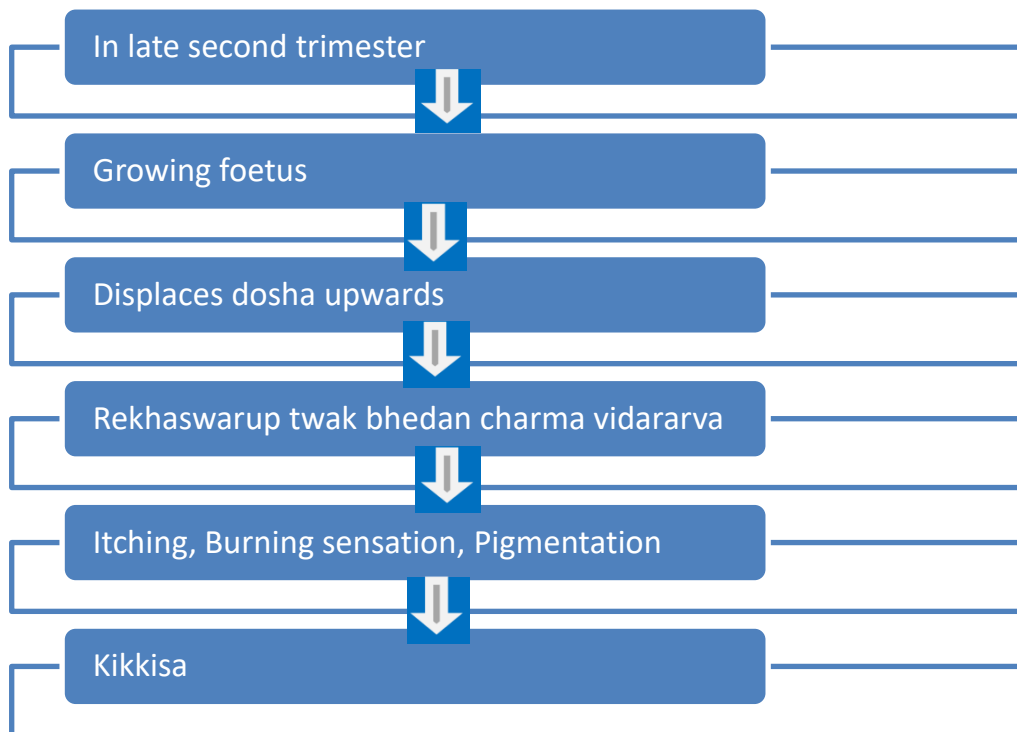 In late second trimester
Growing foetus
Displaces dosha upwards
Rekhaswarup twak bhedan charma vidararva
Itching, Burning sensation, Pigmentation
Kikkisa